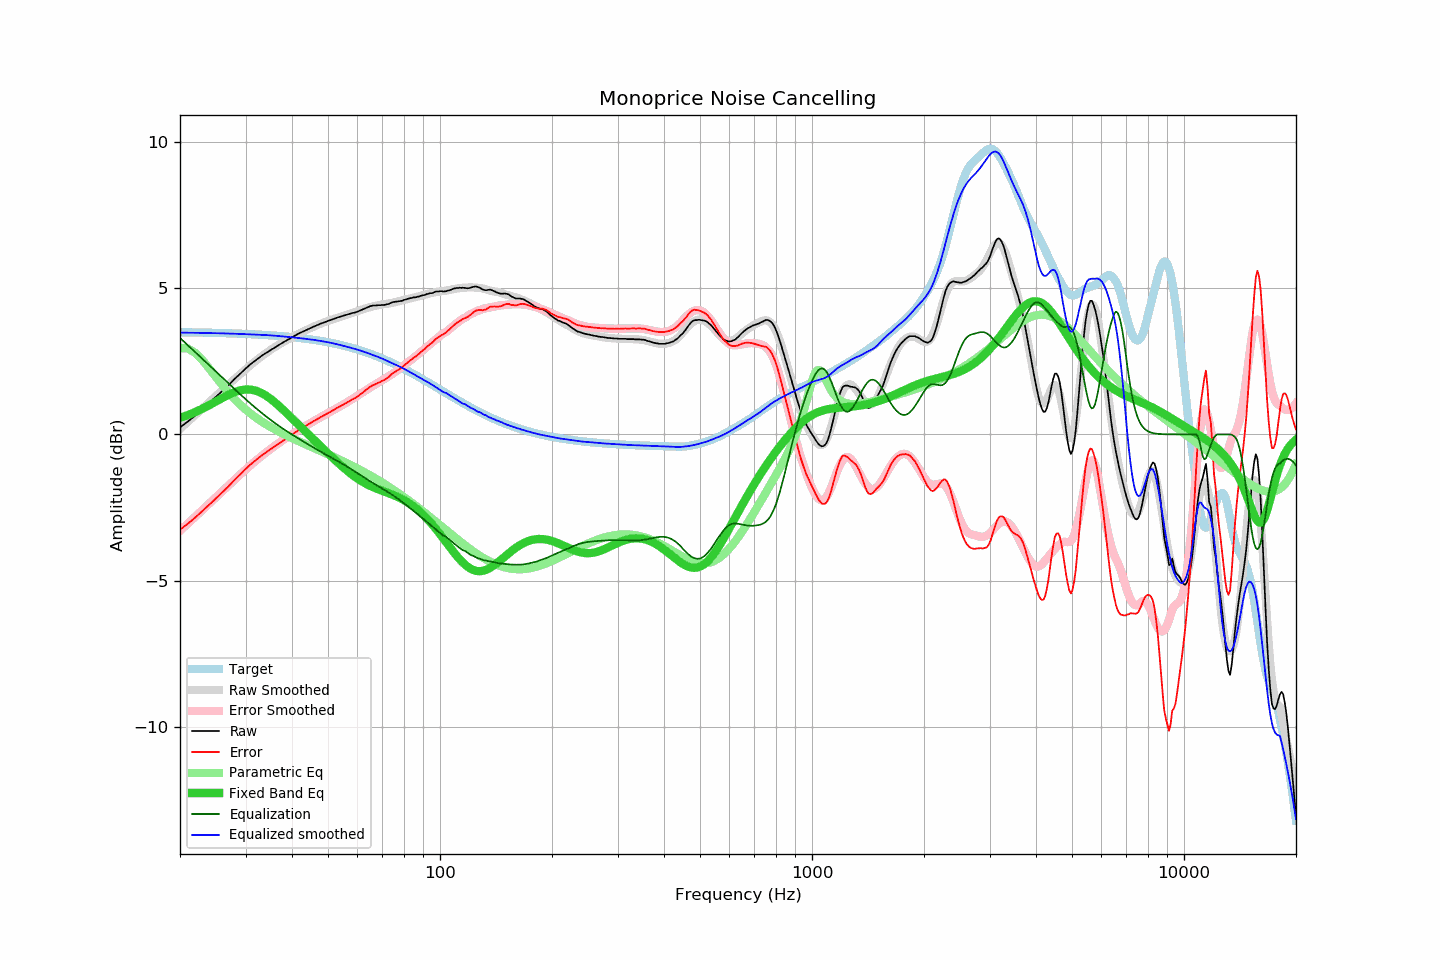 Monoprice Noise Cancelling
Amplitude (dBr)
10
5
0
−5
−10
Target
Raw Smoothed
Error Smoothed
Raw
Error
Parametric Eq
Fixed Band Eq
Equalization
Equalized smoothed
100
1000
10000
Frequency (Hz)